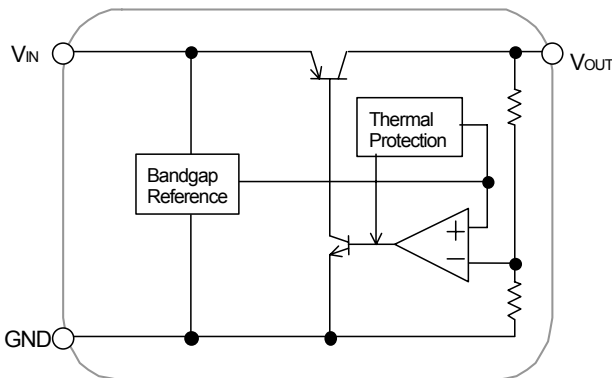 VIN
VOUT
Thermal
Protection
Bandgap
Reference
+
−
GND